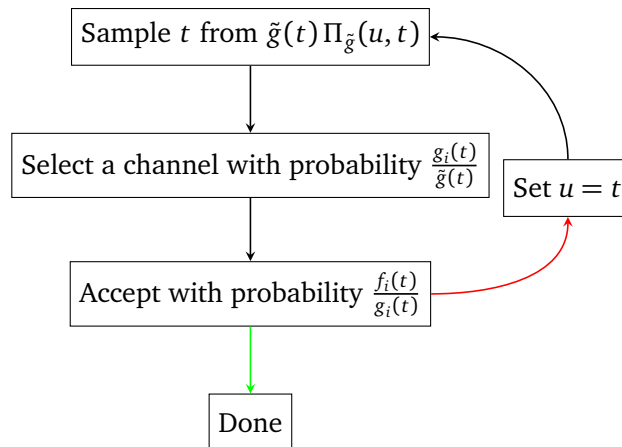 Sample t from g̃(t) Π_g̃(u, t)
Select a channel with probability g_i(t)/g̃(t)
Set u = t
Accept with probability f_i(t)/g_i(t)
Done